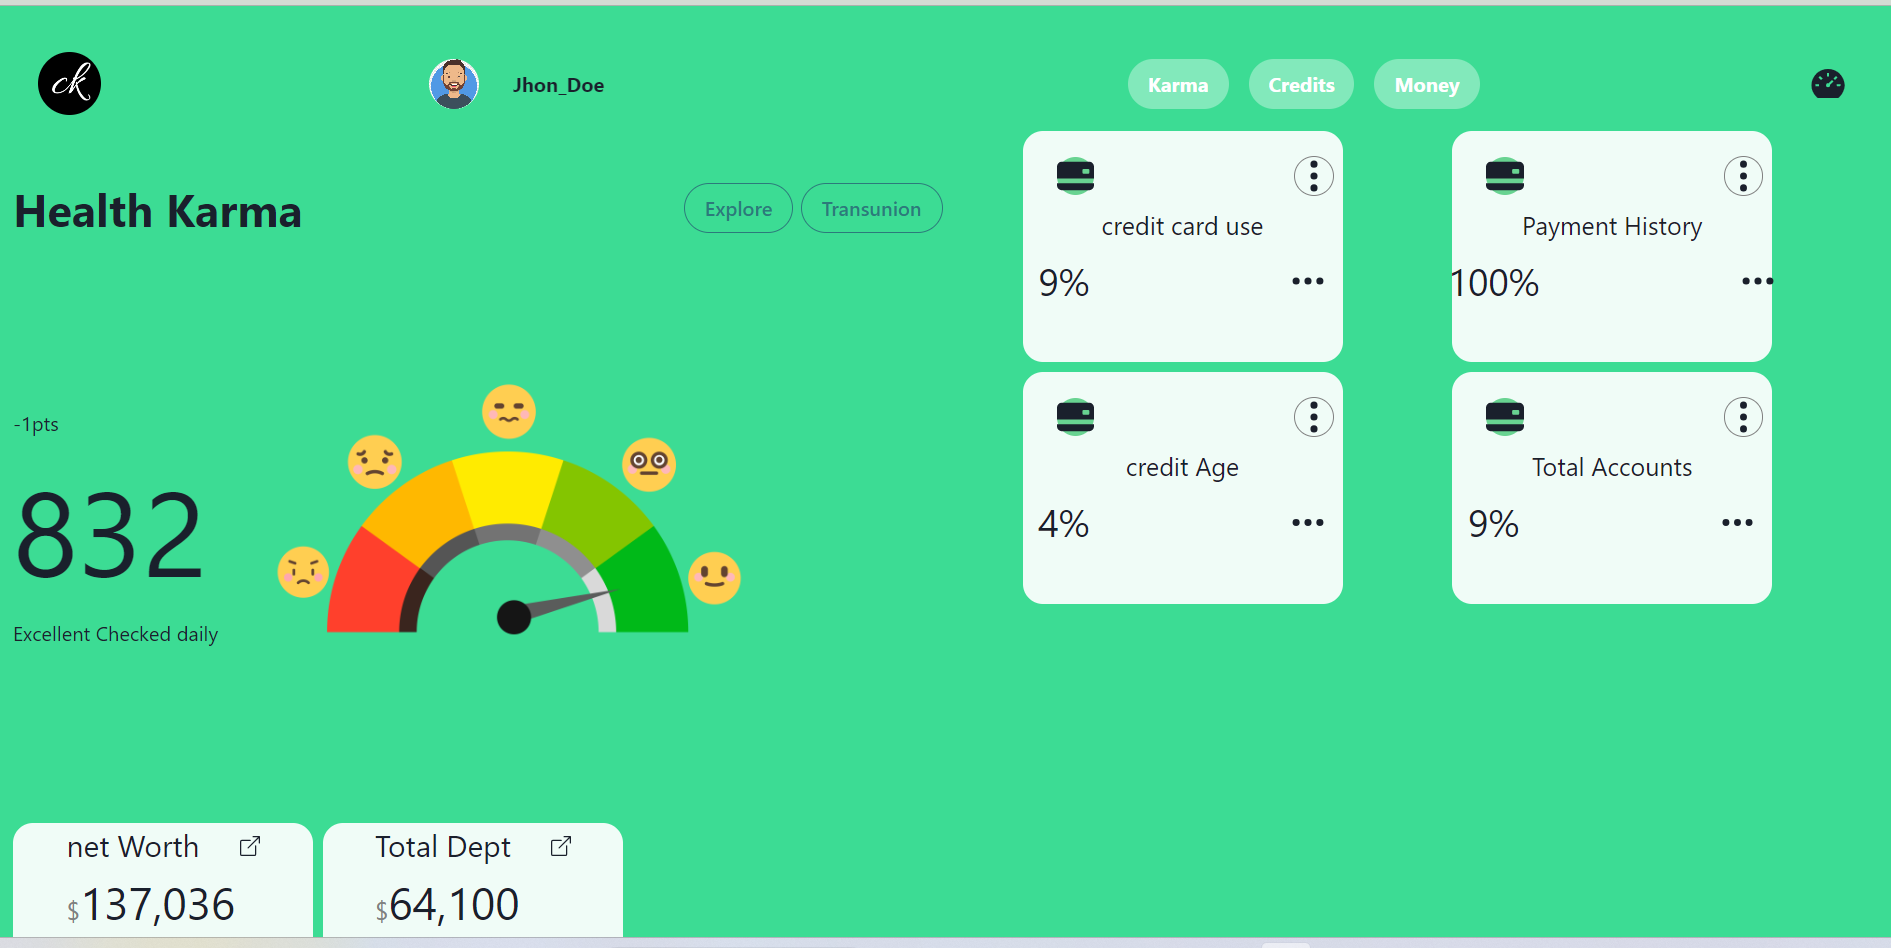 ck
Jhon_Doe
Karma
Credits
Money
Health Karma
Explore
Transunion
-1pts
832
Excellent Checked daily
net Worth
$137,036
Total Dept
$64,100
credit card use
9%
Payment History
100%
credit Age
4%
Total Accounts
9%